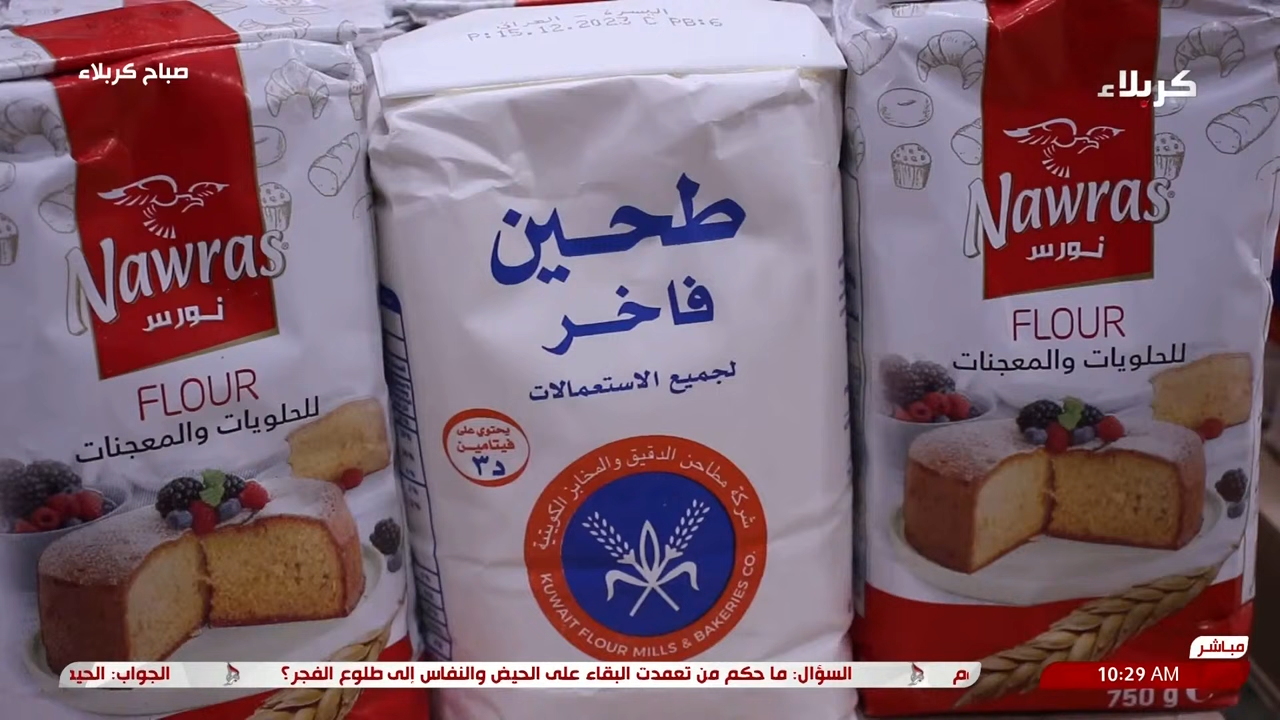 صباح كربلاء
كربلاء
البصرة - العراق
P:15.12.2023 C PB:6
Nawras
نورس
FLOUR
للحلويات والمعجنات
طحين
فاخر
لجميع الاستعمالات
يحتوي على
فيتامين
د٣
شركة مطاحن الدقيق والمخابز الكويتية
KUWAIT FLOUR MILLS & BAKERIES CO.
Nawras
نورس
FLOUR
للحلويات والمعجنات
750 g
مباشر
10:29 AM
السؤال: ما حكم من تعمدت البقاء على الحيض والنفاس إلى طلوع الفجر؟ الجواب: